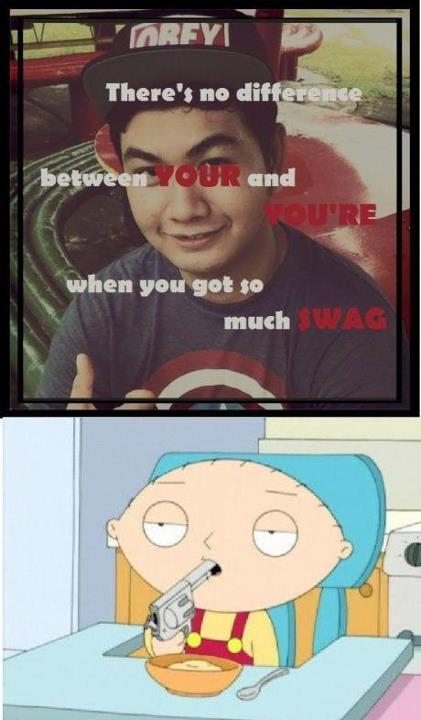 OBEY
There's no difference
between YOUR and
YOU'RE
when you got so
much SWAG